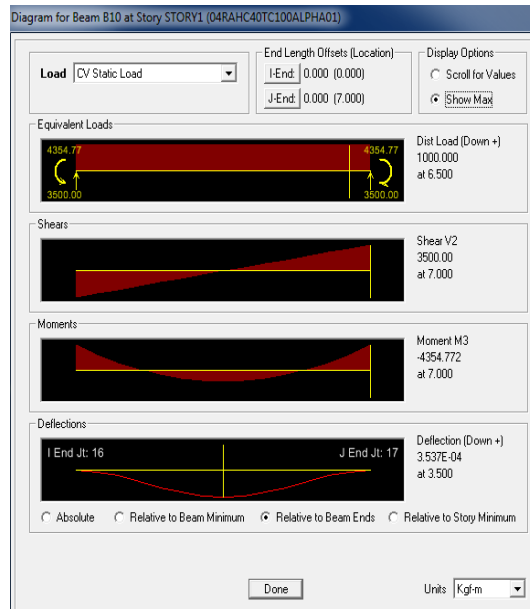 Diagram for Beam B10 at Story STORY1 (04RAHC40TC100ALPHA01)
Load CV Static Load
End Length Offsets (Location)
I-End: 0.000 (0.000)
J-End: 0.000 (7.000)
Display Options
Scroll for Values
Show Max
Equivalent Loads
4354.77 4354.77
3500.00 3500.00
Dist Load (Down +)
1000.000
at 6.500
Shears
Shear V2
3500.00
at 7.000
Moments
Moment M3
-4354.772
at 7.000
Deflections
I End Jt: 16 J End Jt: 17
Deflection (Down +)
3.537E-04
at 3.500
Absolute Relative to Beam Minimum Relative to Beam Ends Relative to Story Minimum
Done Units Kgf-m